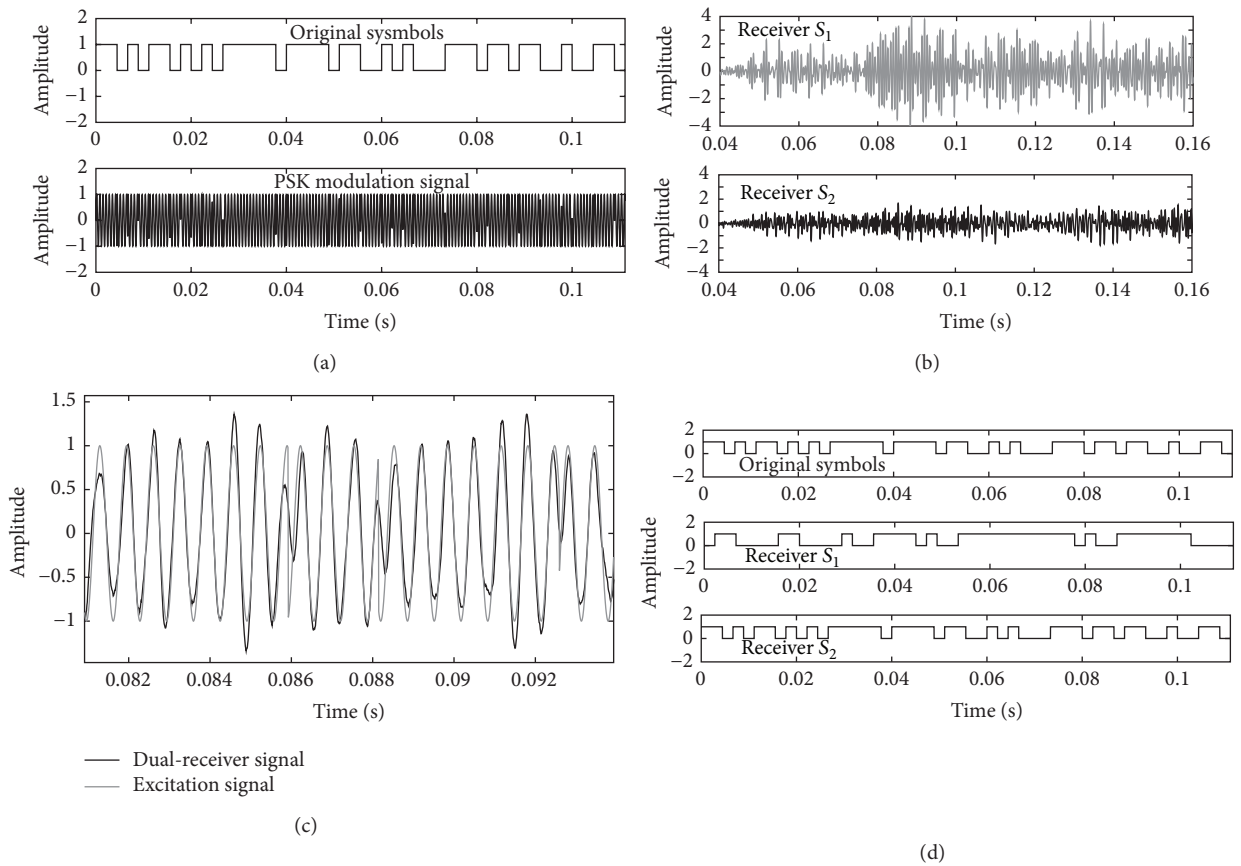 2
1
0
−1
−2
Amplitude
Original sysmbols
0 0.02 0.04 0.06 0.08 0.1
2
1
0
−1
−2
Amplitude
PSK modulation signal
0 0.02 0.04 0.06 0.08 0.1
Time (s)
(a)
4
2
0
−2
−4
Amplitude
Receiver S1
0.04 0.06 0.08 0.1 0.12 0.14 0.16
4
2
0
−2
−4
Amplitude
Receiver S2
0.04 0.06 0.08 0.1 0.12 0.14 0.16
Time (s)
(b)
1.5
1
0.5
0
−0.5
−1
Amplitude
0.082 0.084 0.086 0.088 0.09 0.092
Time (s)
Dual-receiver signal
Excitation signal
(c)
2
0
−2
Original symbols
0 0.02 0.04 0.06 0.08 0.1
2
0
−2
Amplitude
Receiver S1
0 0.02 0.04 0.06 0.08 0.1
2
0
−2
Receiver S2
0 0.02 0.04 0.06 0.08 0.1
Time (s)
(d)